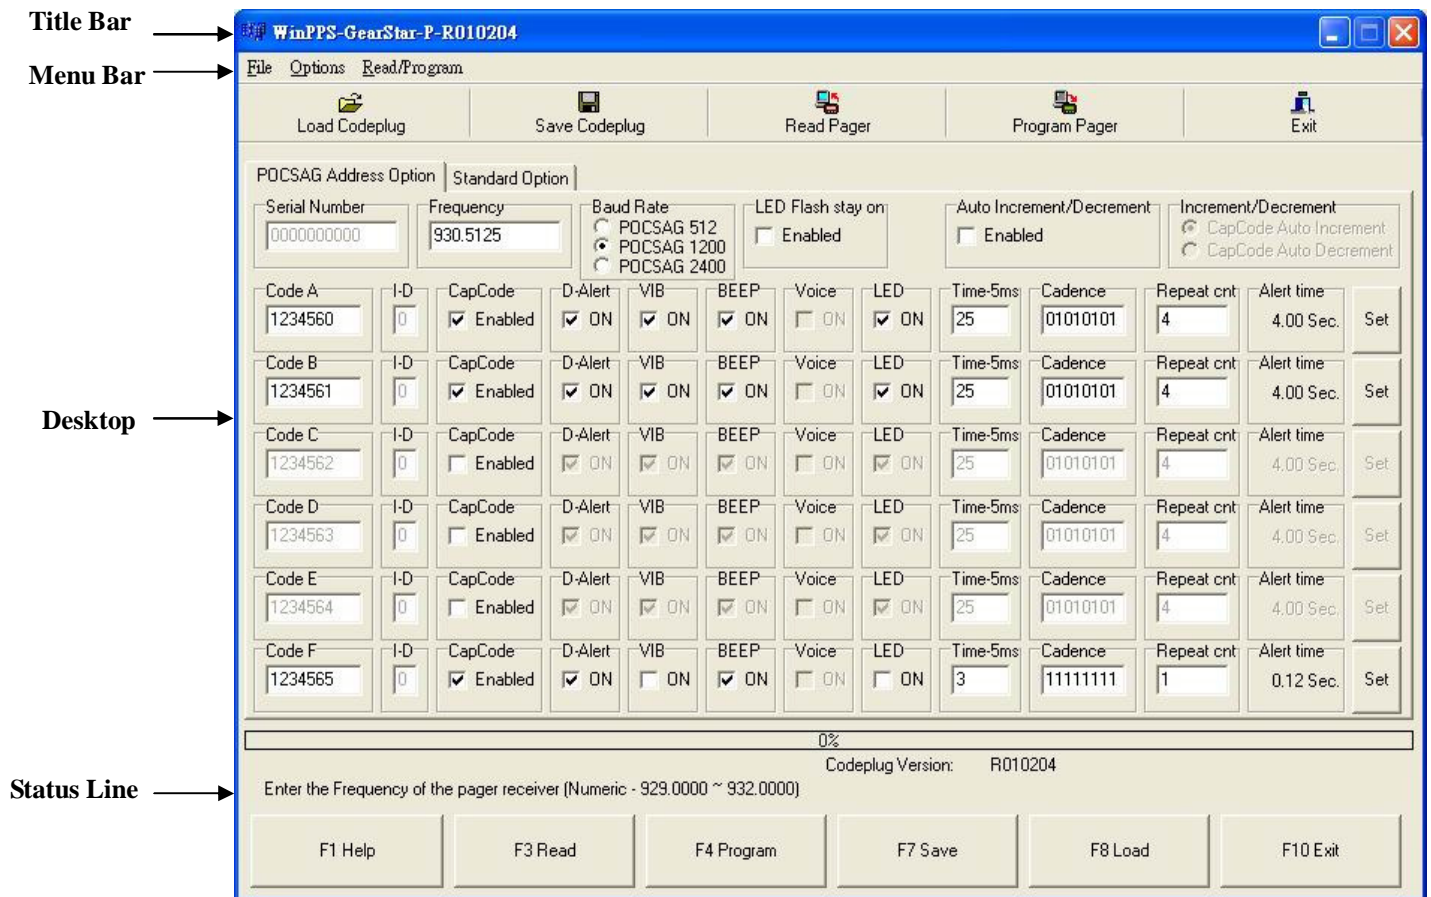 Title Bar
WinPPS-GearStar-P-R010204
Menu Bar
File Options Read/Program
Load Codeplug Save Codeplug Read Pager Program Pager Exit
POCSAG Address Option Standard Option
Serial Number Frequency Baud Rate LED Flash stay on Auto Increment/Decrement Increment/Decrement
0000000000 930.5125 POCSAG 512 Enabled Enabled CapCode Auto Increment
POCSAG 1200
CapCode Auto Decrement
POCSAG 2400
Code A I-D CapCode D-Alert VIB BEEP Voice LED Time-5ms Cadence Repeat cnt Alert time
1234560 0 Enabled ON ON ON ON ON 25 01010101 4 4.00 Sec. Set
Code B I-D CapCode D-Alert VIB BEEP Voice LED Time-5ms Cadence Repeat cnt Alert time
1234561 0 Enabled ON ON ON ON ON 25 01010101 4 4.00 Sec. Set
Desktop
Code C I-D CapCode D-Alert VIB BEEP Voice LED Time-5ms Cadence Repeat cnt Alert time
1234562 0 Enabled ON ON ON ON ON 25 01010101 4 4.00 Sec. Set
Code D I-D CapCode D-Alert VIB BEEP Voice LED Time-5ms Cadence Repeat cnt Alert time
1234563 0 Enabled ON ON ON ON ON 25 01010101 4 4.00 Sec. Set
Code E I-D CapCode D-Alert VIB BEEP Voice LED Time-5ms Cadence Repeat cnt Alert time
1234564 0 Enabled ON ON ON ON ON 25 01010101 4 4.00 Sec. Set
Code F I-D CapCode D-Alert VIB BEEP Voice LED Time-5ms Cadence Repeat cnt Alert time
1234565 0 Enabled ON ON ON ON ON 3 11111111 1 0.12 Sec. Set
0%
Codeplug Version: R010204
Status Line
Enter the Frequency of the pager receiver (Numeric - 929.0000 ~ 932.0000)
F1 Help F3 Read F4 Program F7 Save F8 Load F10 Exit